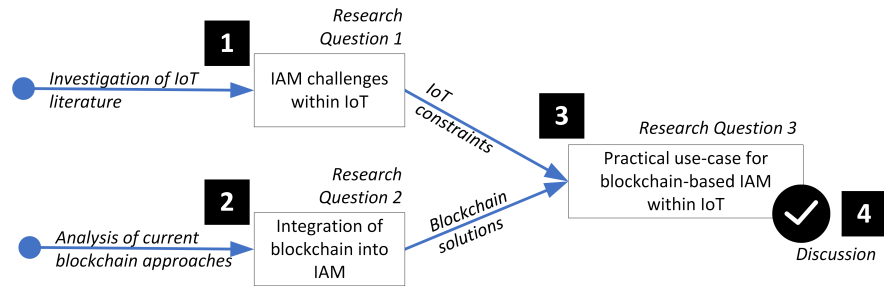 Research
Question 1
1
Investigation of IoT
literature
IAM challenges
within IoT
IoT
constraints
3
Research Question 3
Practical use-case for
blockchain-based IAM
within IoT
4
Discussion
Research
Question 2
2
Analysis of current
blockchain approaches
Integration of
blockchain into
IAM
Blockchain
solutions